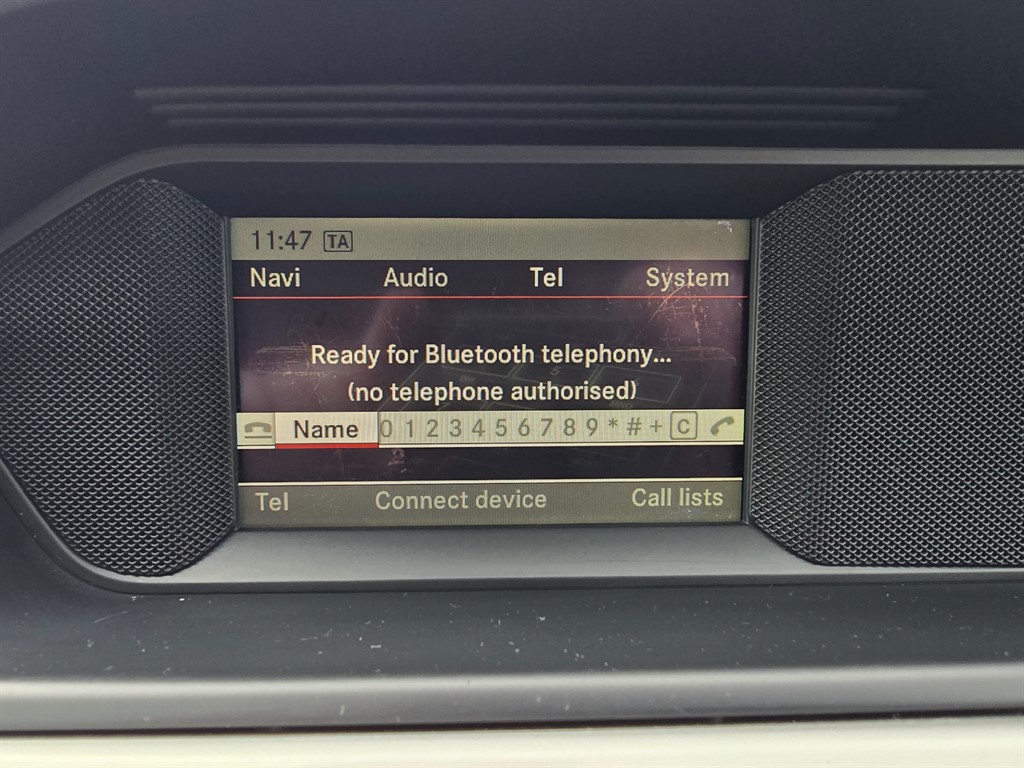 11:47 TA
Navi Audio Tel System
Ready for Bluetooth telephony...
(no telephone authorised)
Name 0 1 2 3 4 5 6 7 8 9 * # + C
Tel Connect device Call lists